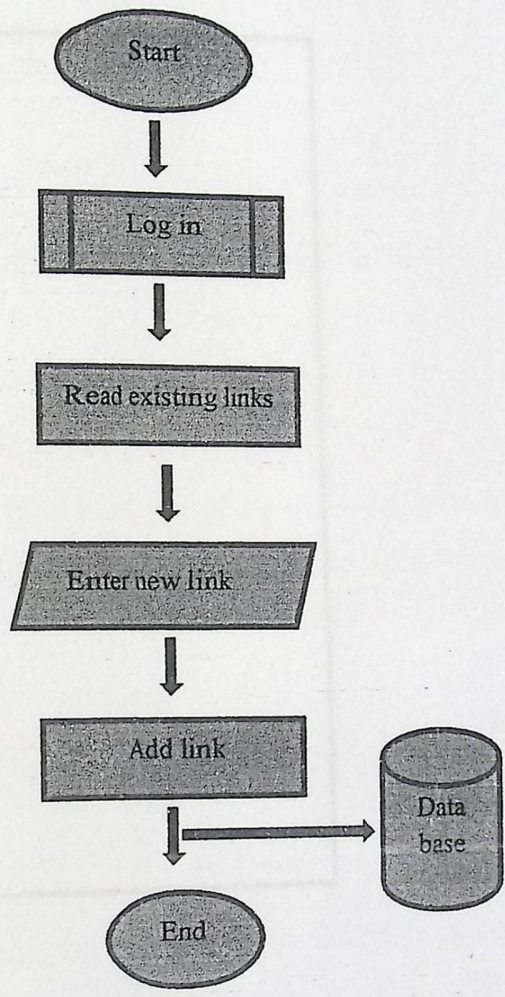 Start
Log in
Read existing links
Enter new link
Add link
Data
base
End